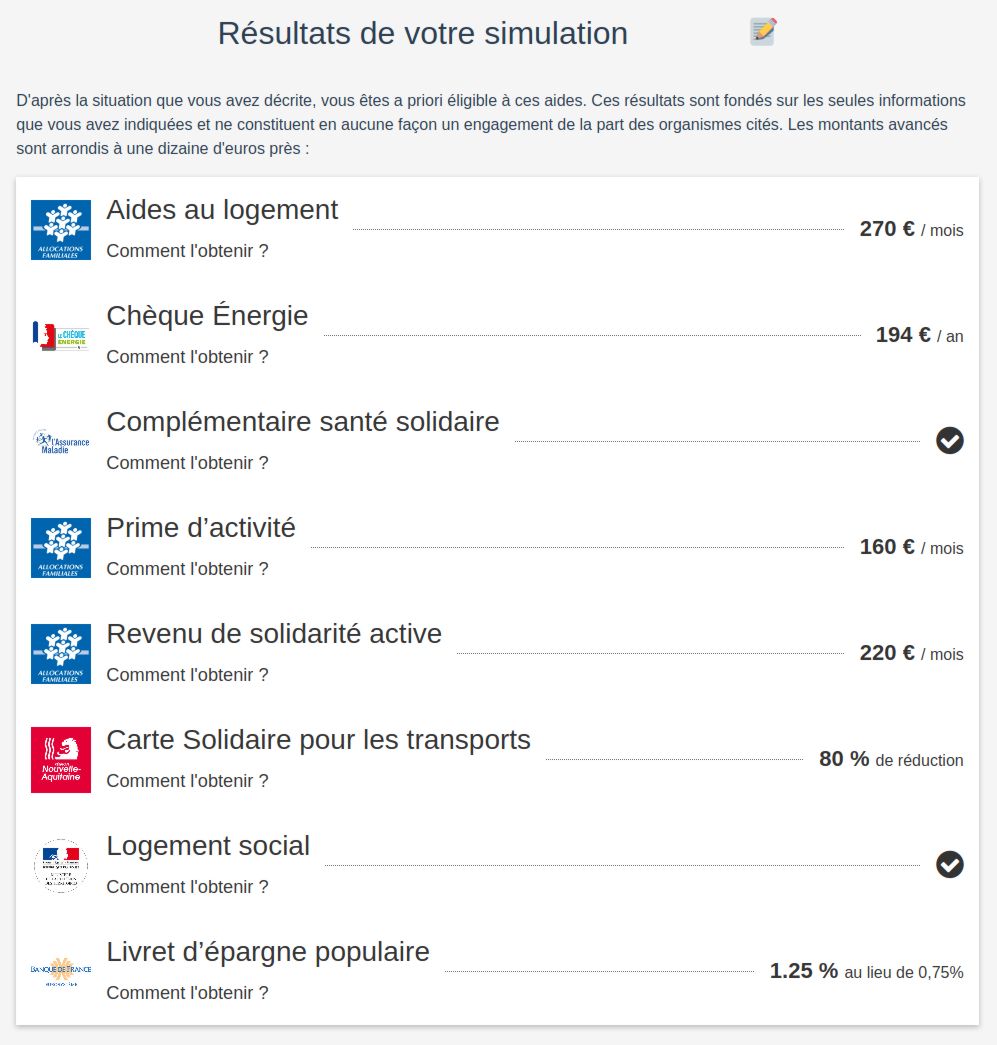 Résultats de votre simulation
D'après la situation que vous avez décrite, vous êtes a priori éligible à ces aides. Ces résultats sont fondés sur les seules informations
que vous avez indiquées et ne constituent en aucune façon un engagement de la part des organismes cités. Les montants avancés
sont arrondis à une dizaine d'euros près :
ALLOCATIONS
FAMILIALES
Aides au logement
270 € / mois
Comment l'obtenir ?
LE CHÈQUE
ENERGIE
Chèque Énergie
194 € / an
Comment l'obtenir ?
l'Assurance
Maladie
Complémentaire santé solidaire
Comment l'obtenir ?
ALLOCATIONS
FAMILIALES
Prime d’activité
160 € / mois
Comment l'obtenir ?
ALLOCATIONS
FAMILIALES
Revenu de solidarité active
220 € / mois
Comment l'obtenir ?
RÉGION
Nouvelle-
Aquitaine
Carte Solidaire pour les transports
80 % de réduction
Comment l'obtenir ?
Logement social
Comment l'obtenir ?
BANQUE DE FRANCE
Livret d’épargne populaire
1.25 % au lieu de 0,75%
Comment l'obtenir ?